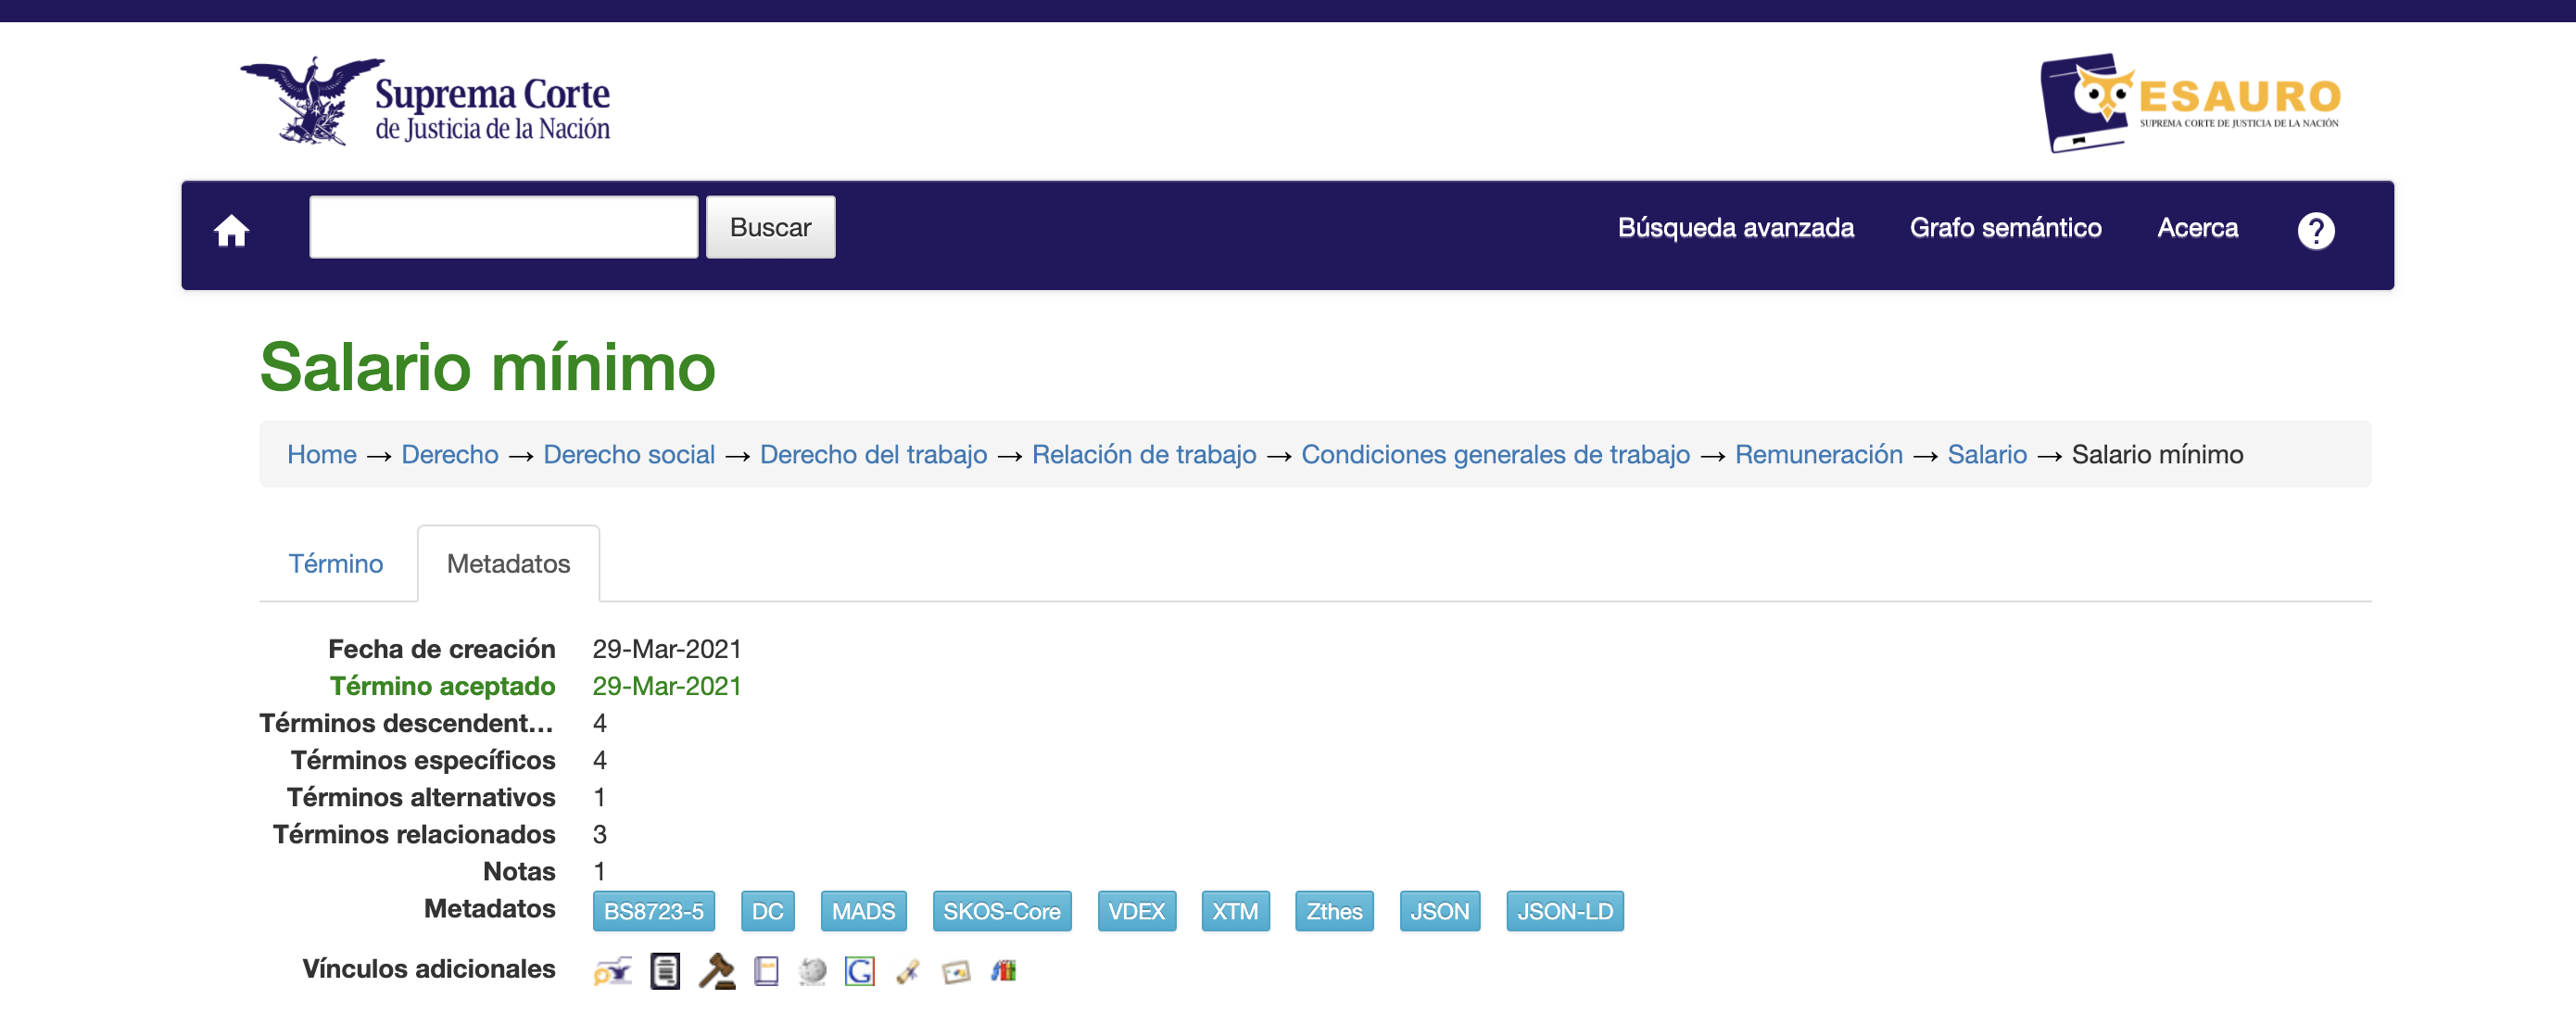 Suprema Corte
de Justicia de la Nación
ESAURO
SUPREMA CORTE DE JUSTICIA DE LA NACIÓN
Buscar
Búsqueda avanzada
Grafo semántico
Acerca
?
Salario mínimo
Home → Derecho → Derecho social → Derecho del trabajo → Relación de trabajo → Condiciones generales de trabajo → Remuneración → Salario → Salario mínimo
Término
Metadatos
Fecha de creación 29-Mar-2021
Término aceptado 29-Mar-2021
Términos descendent... 4
Términos específicos 4
Términos alternativos 1
Términos relacionados 3
Notas 1
Metadatos BS8723-5 DC MADS SKOS-Core VDEX XTM Zthes JSON JSON-LD
Vínculos adicionales G